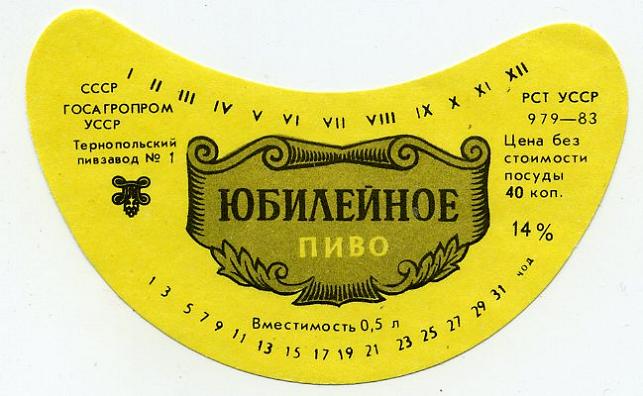 I II III IV V VI VII VIII IX X XI XII
СССР
ГОСАГРОПРОМ
УССР
Тернопольский
пивзавод № 1
РСТ УССР
979—83
Цена без
стоимости
посуды
40 коп.
14%
ЮБИЛЕЙНОЕ
ПИВО
Вместимость 0,5 л
1 3 5 7 9 11 13 15 17 19 21 23 25 27 29 31 чод